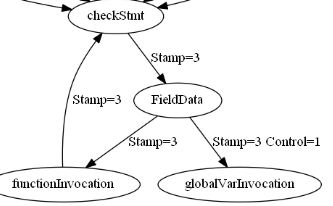 checkStmt
Stamp=3
Stamp=3
FieldData
Stamp=3
Stamp=3 Control=1
functionInvocation
globalVarInvocation